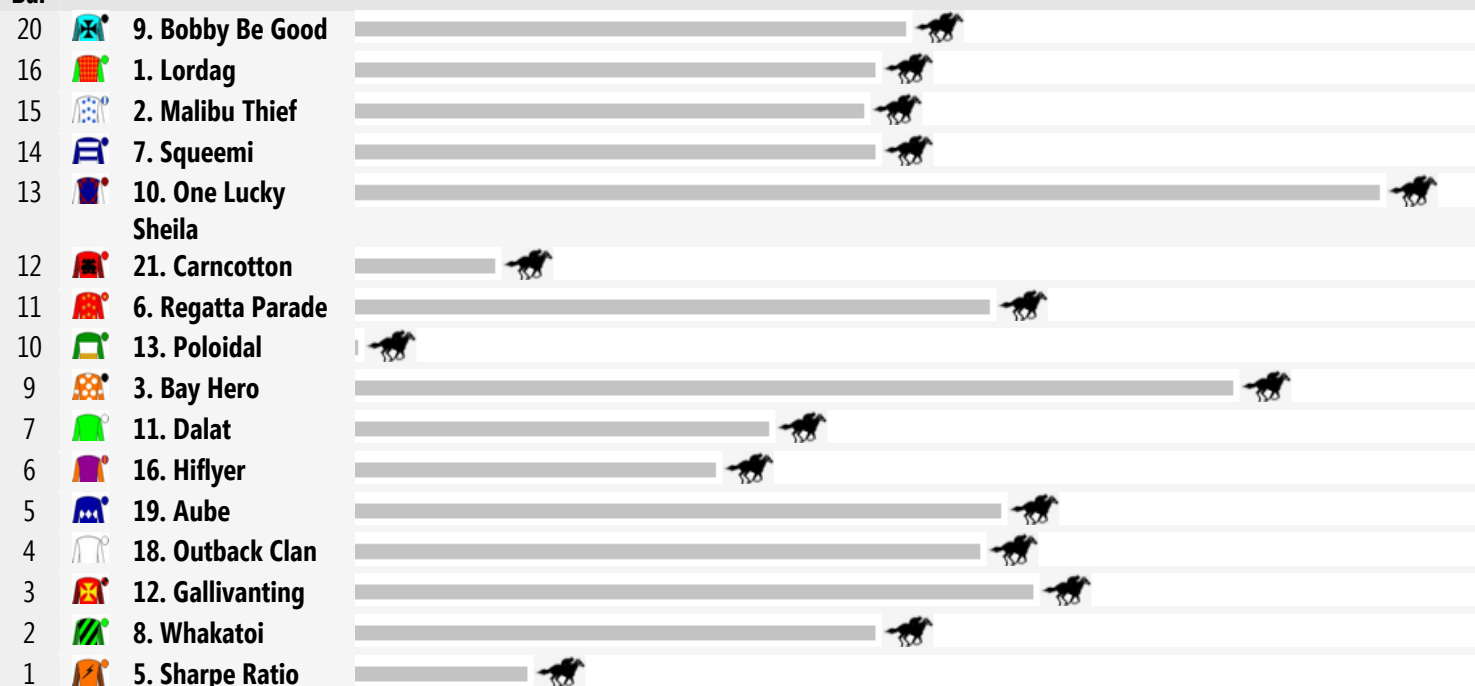 Bar
20 9. Bobby Be Good
16 1. Lordag
15 2. Malibu Thief
14 7. Squeemi
13 10. One Lucky
Sheila
12 21. Carncotton
11 6. Regatta Parade
10 13. Poloidal
9 3. Bay Hero
7 11. Dalat
6 16. Hiflyer
5 19. Aube
4 18. Outback Clan
3 12. Gallivanting
2 8. Whakatoi
1 5. Sharpe Ratio